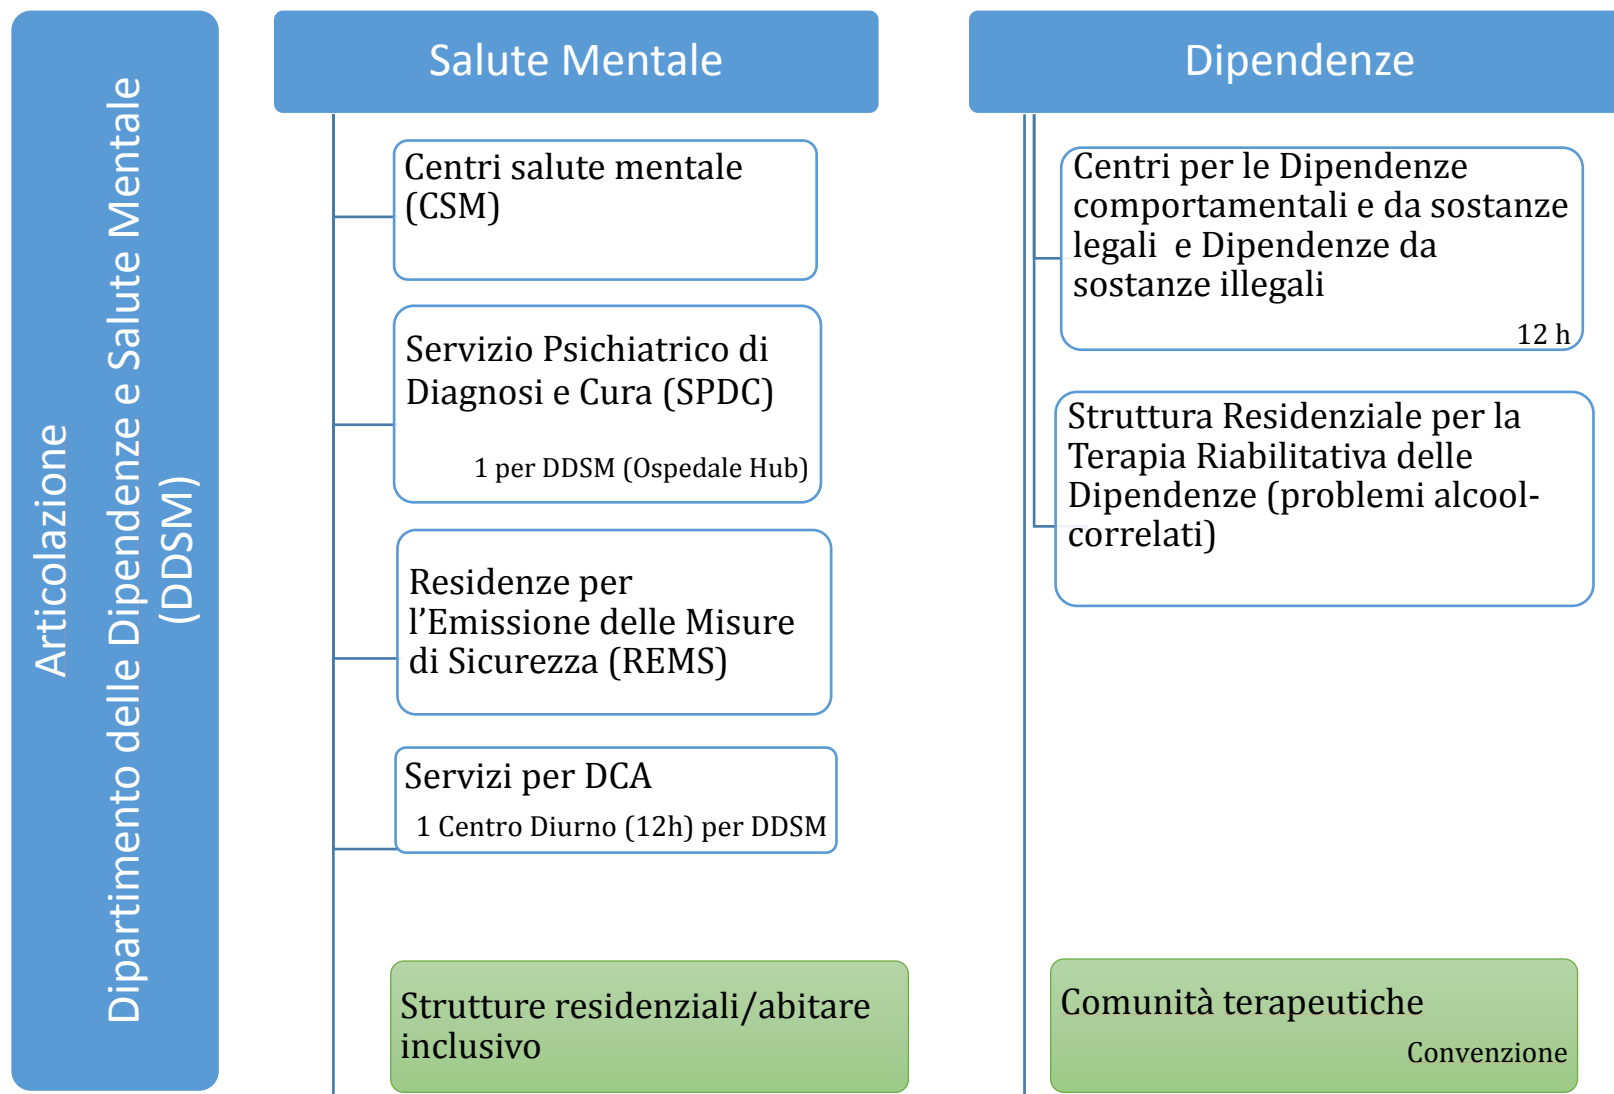 Articolazione
Dipartimento delle Dipendenze e Salute Mentale
(DDSM)
Salute Mentale
Centri salute mentale
(CSM)
Servizio Psichiatrico di
Diagnosi e Cura (SPDC)
1 per DDSM (Ospedale Hub)
Residenze per
l’Emissione delle Misure
di Sicurezza (REMS)
Servizi per DCA
1 Centro Diurno (12h) per DDSM
Strutture residenziali/abitare
inclusivo
Dipendenze
Centri per le Dipendenze
comportamentali e da sostanze
legali e Dipendenze da
sostanze illegali
12 h
Struttura Residenziale per la
Terapia Riabilitativa delle
Dipendenze (problemi alcool-
correlati)
Comunità terapeutiche
Convenzione